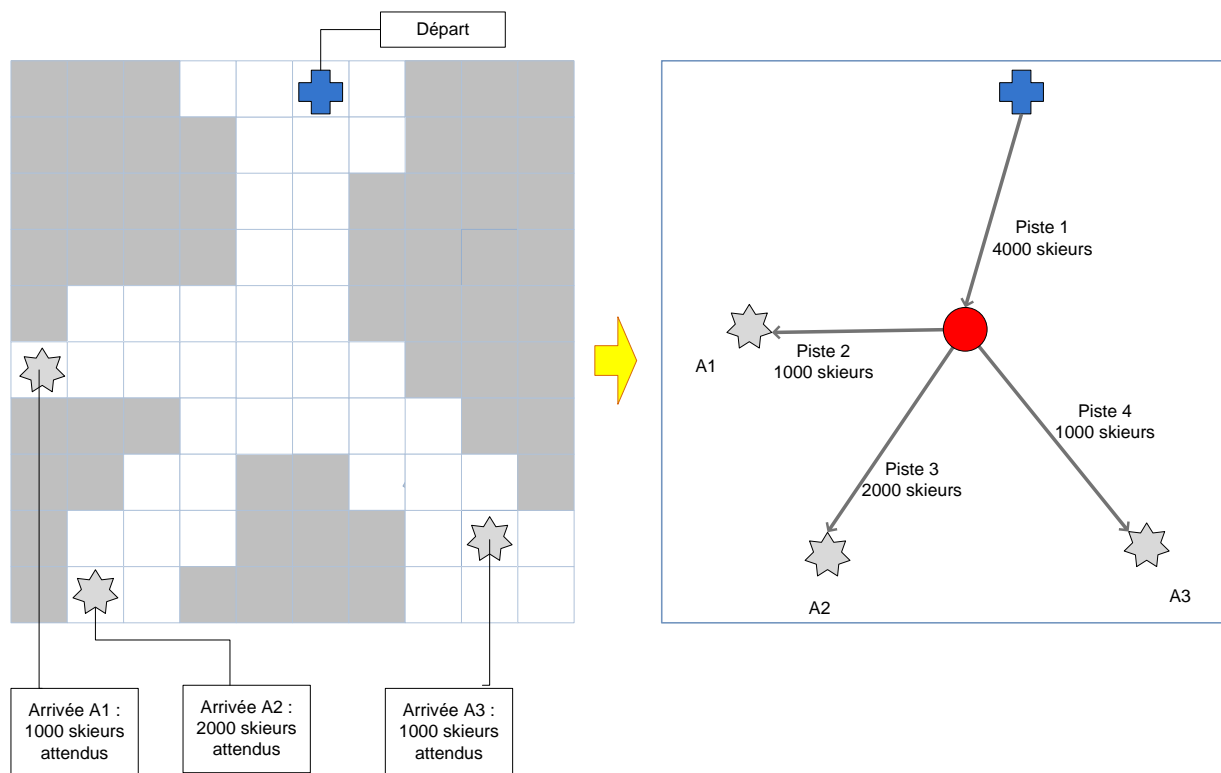 Départ
Piste 1
4000 skieurs
Piste 2
1000 skieurs
A1
Piste 4
1000 skieurs
Piste 3
2000 skieurs
A2
A3
Arrivée A1 :
1000 skieurs
attendus
Arrivée A2 :
2000 skieurs
attendus
Arrivée A3 :
1000 skieurs
attendus